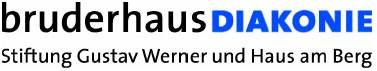 bruderhausDIAKONIE
Stiftung Gustav Werner und Haus am Berg